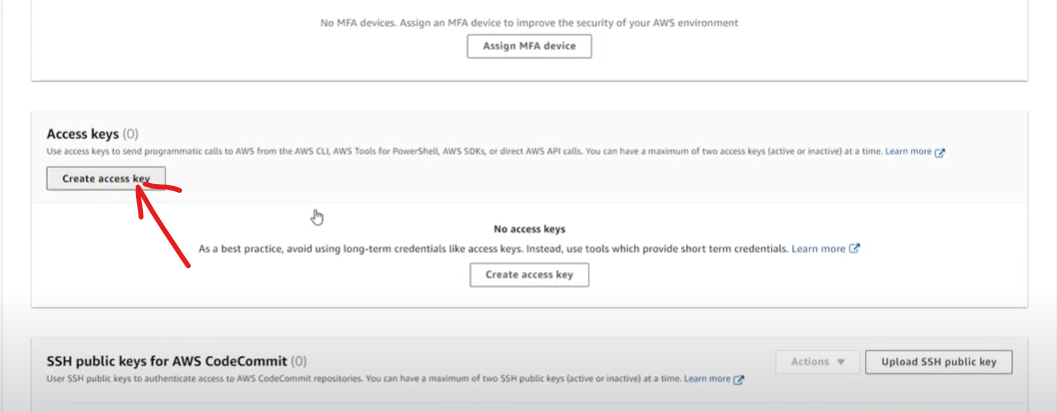 No MFA devices. Assign an MFA device to improve the security of your AWS environment
Assign MFA device
Access keys (0)
Use access keys to send programmatic calls to AWS from the AWS CLI, AWS Tools for PowerShell, AWS SDKs, or direct AWS API calls. You can have a maximum of two access keys (active or inactive) at a time. Learn more
Create access key
No access keys
As a best practice, avoid using long-term credentials like access keys. Instead, use tools which provide short term credentials. Learn more
Create access key
SSH public keys for AWS CodeCommit (0)
Actions
Upload SSH public key
User SSH public keys to authenticate access to AWS CodeCommit repositories. You can have a maximum of two SSH public keys (active or inactive) at a time. Learn more